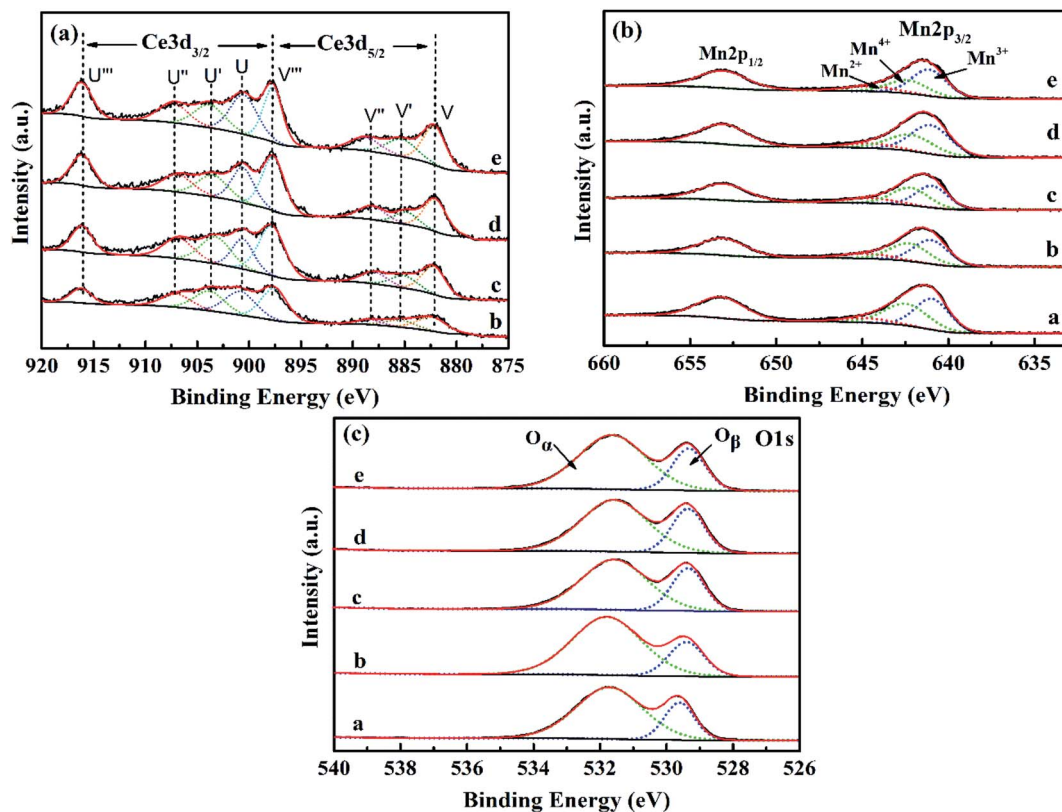 (a)
Ce3d3/2
Ce3d5/2
U'''
U''
U'
U
V'''
V''
V'
V
e
d
c
b
Intensity (a.u.)
920 915 910 905 900 895 890 885 880 875
Binding Energy (eV)
(b)
Mn2p1/2
Mn2p3/2
Mn4+
Mn2+
Mn3+
e
d
c
b
a
Intensity (a.u.)
660 655 650 645 640 635
Binding Energy (eV)
(c)
Oα
Oβ O1s
e
d
c
b
a
Intensity (a.u.)
540 538 536 534 532 530 528 526
Binding Energy (eV)